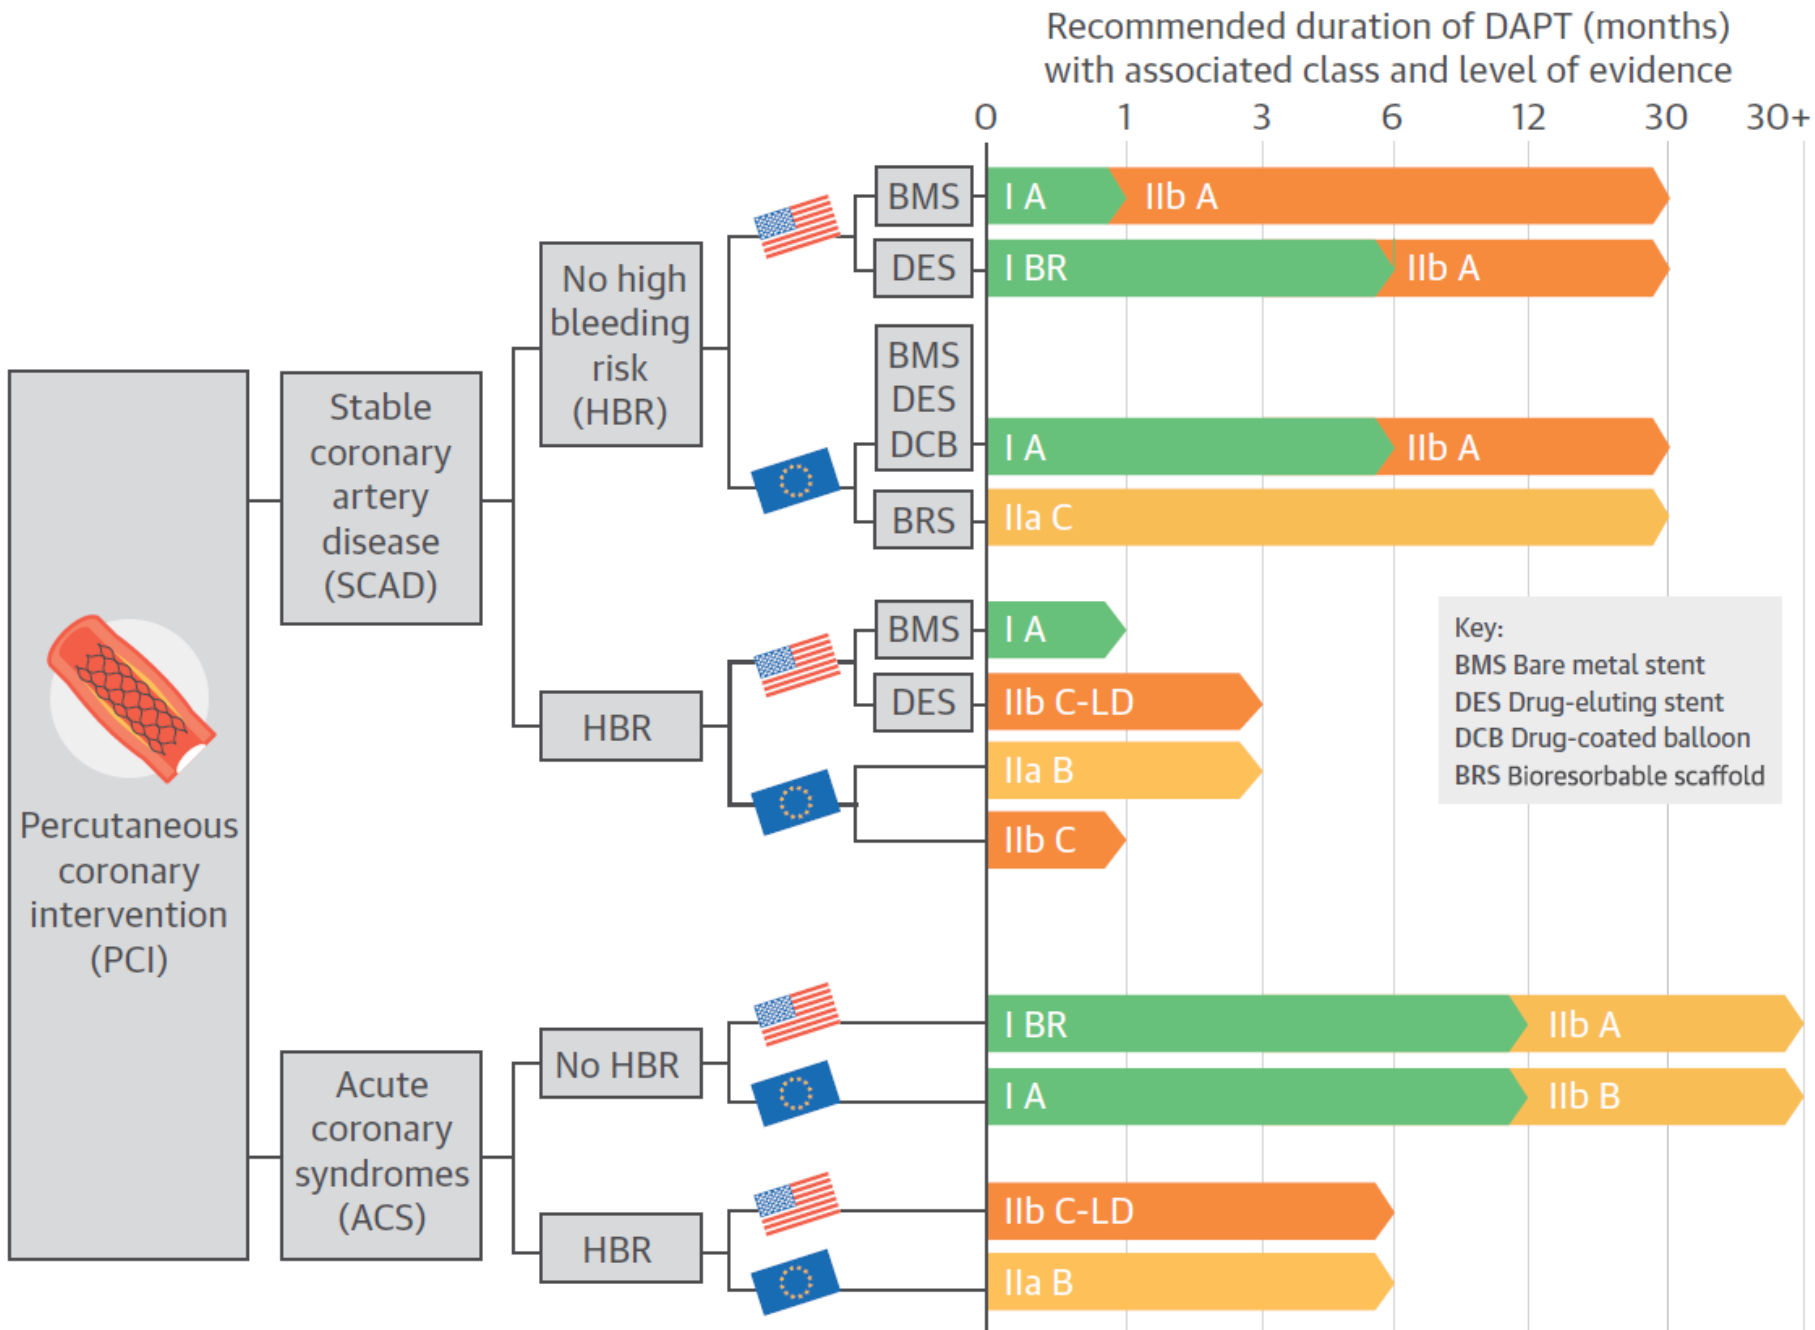 Recommended duration of DAPT (months)
with associated class and level of evidence
0 1 3 6 12 30 30+
Percutaneous
coronary
intervention
(PCI)
Stable
coronary
artery
disease
(SCAD)
No high
bleeding
risk
(HBR)
BMS
I A IIb A
DES
I BR IIb A
BMS
DES
DCB
I A IIb A
BRS
IIa C
HBR
BMS
I A
DES
IIb C-LD
IIa B
IIb C
Key:
BMS Bare metal stent
DES Drug-eluting stent
DCB Drug-coated balloon
BRS Bioresorbable scaffold
Acute
coronary
syndromes
(ACS)
No HBR
I BR IIb A
I A IIb B
HBR
IIb C-LD
IIa B